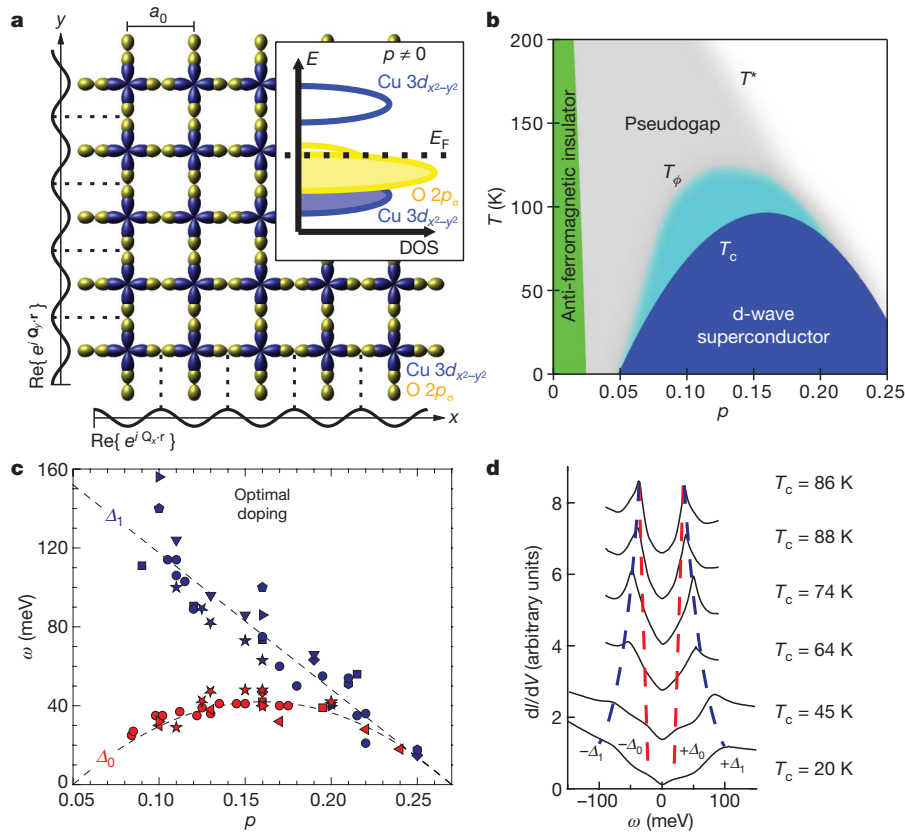 a
y
a0
E
p ≠ 0
Cu 3dx2–y2
EF
O 2pσ
Cu 3dx2–y2
DOS
Re{ ei Qy·r}
Cu 3dx2–y2
O 2pσ
x
Re{ ei Qx·r}
b
200
150
100
50
0
T (K)
Anti-ferromagnetic insulator
Pseudogap
T*
Tϕ
Tc
d-wave
superconductor
0 0.05 0.10 0.15 0.20 0.25
p
c
160
120
80
40
0
ω (meV)
Optimal
doping
Δ1
Δ0
0.05 0.10 0.15 0.20 0.25
p
d
8
6
4
2
0
dI/dV (arbitrary units)
Tc = 86 K
Tc = 88 K
Tc = 74 K
Tc = 64 K
Tc = 45 K
Tc = 20 K
–Δ1 –Δ0 +Δ0 +Δ1
–100 0 100
ω (meV)